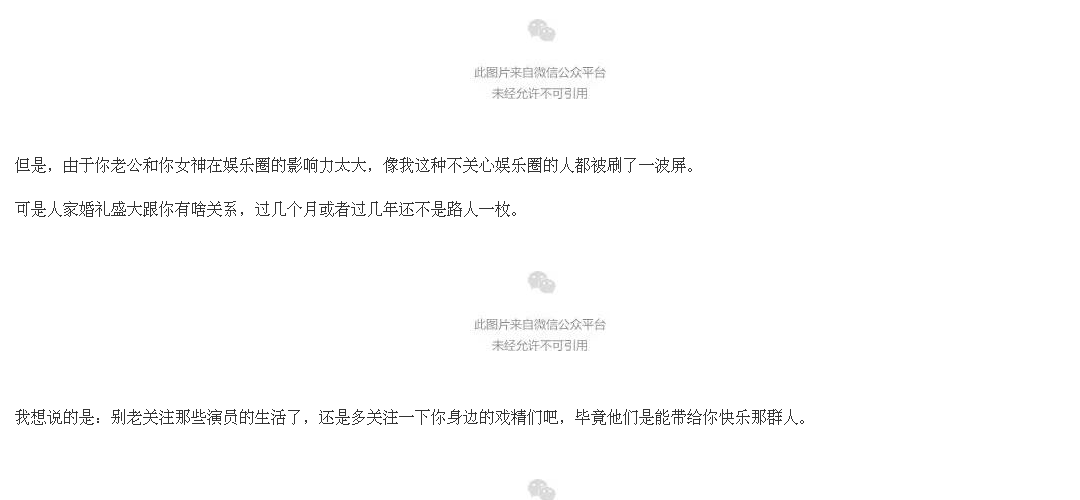 此图片来自微信公众平台
未经允许不可引用
但是，由于你老公和你女神在娱乐圈的影响力太大，像我这种不关心娱乐圈的人都被刷了一波屏。
可是人家婚礼盛大跟你有啥关系，过几个月或者过几年还不是路人一枚。
此图片来自微信公众平台
未经允许不可引用
我想说的是：别老关注那些演员的生活了，还是多关注一下你身边的戏精们吧，毕竟他们是能带给你快乐那群人。